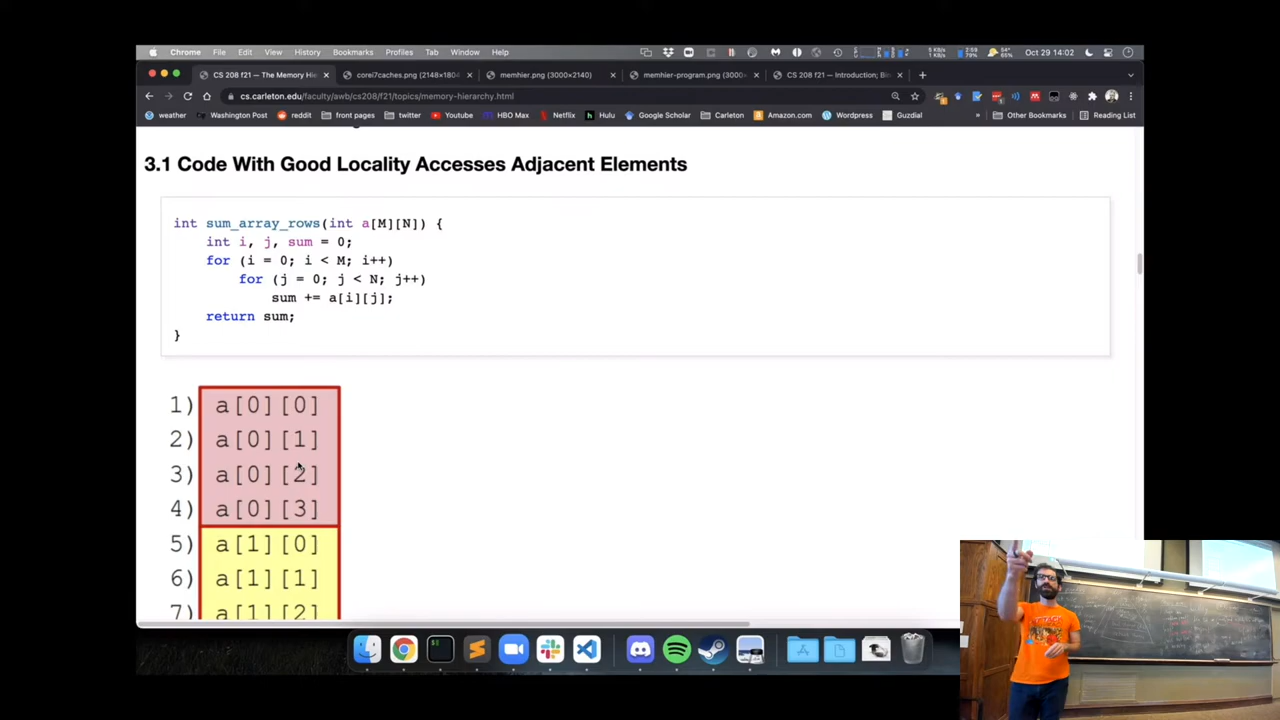 Chrome File Edit View History Bookmarks Profiles Tab Window Help Oct 29 14:02
CS 208 f21 — The Memory Hie
corei7caches.png (2148×1804
memhier.png (3000×2140)
memhier-program.png (3000×
CS 208 f21 — Introduction; Bin
cs.carleton.edu/faculty/awb/cs208/f21/topics/memory-hierarchy.html
weather Washington Post reddit front pages twitter Youtube HBO Max Netflix Hulu Google Scholar Carleton Amazon.com Wordpress Guzdial » Other Bookmarks Reading List
3.1 Code With Good Locality Accesses Adjacent Elements
int sum_array_rows(int a[M][N]) {
int i, j, sum = 0;
for (i = 0; i < M; i++)
for (j = 0; j < N; j++)
sum += a[i][j];
return sum;
}
1) a[0][0]
2) a[0][1]
3) a[0][2]
4) a[0][3]
5) a[1][0]
6) a[1][1]
7) a[1][2]